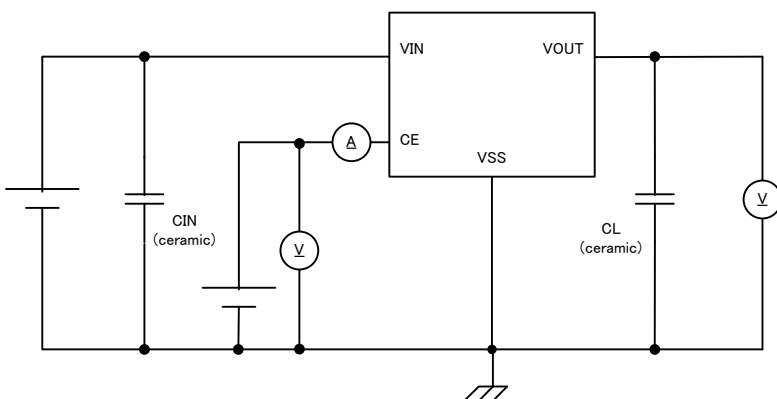 VIN
VOUT
A
CE
VSS
CIN
(ceramic)
V
CL
(ceramic)
V